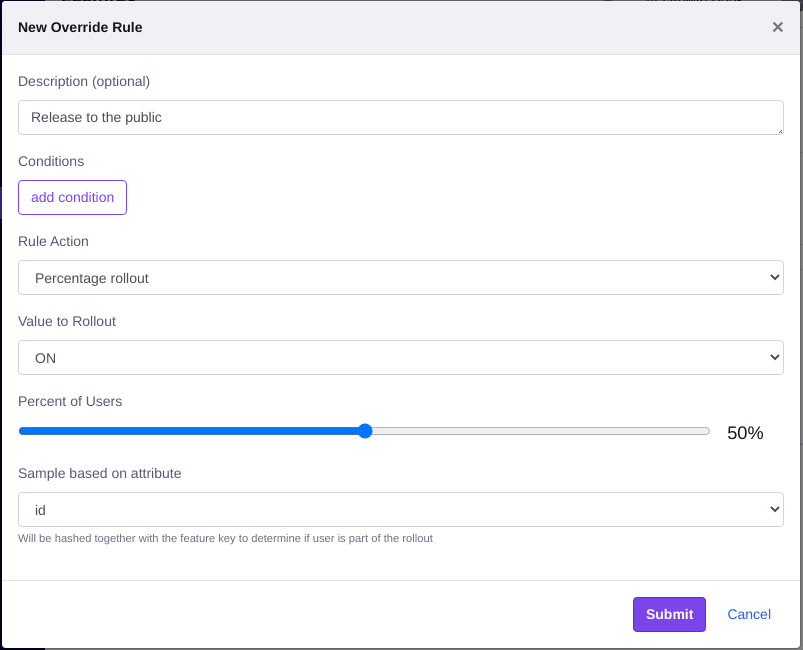 New Override Rule
×
Description (optional)
Release to the public
Conditions
add condition
Rule Action
Percentage rollout
Value to Rollout
ON
Percent of Users
50%
Sample based on attribute
id
Will be hashed together with the feature key to determine if user is part of the rollout
Submit
Cancel